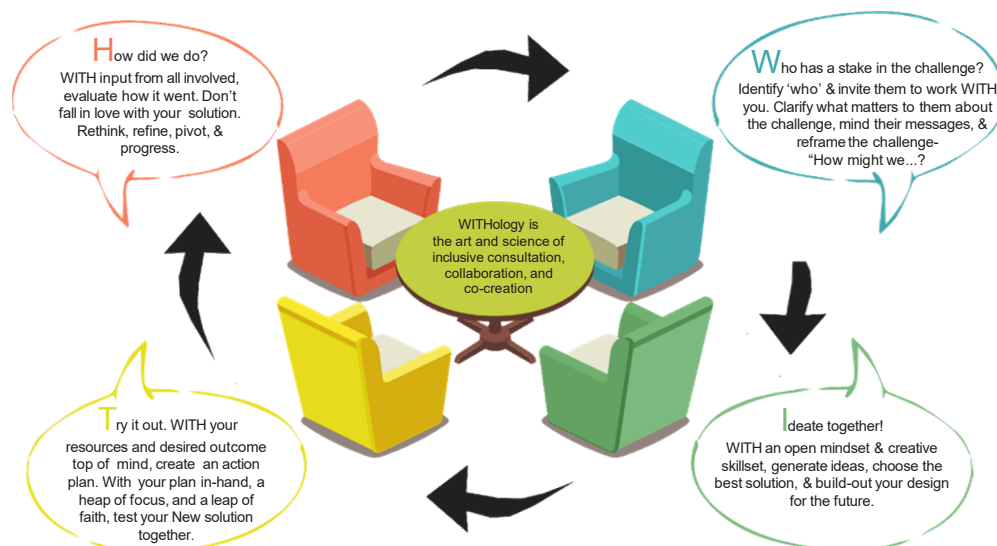 How did we do?
WITH input from all involved,
evaluate how it went. Don't
fall in love with your solution.
Rethink, refine, pivot, &
progress.
Who has a stake in the challenge?
Identify ‘who’ & invite them to work WITH
you. Clarify what matters to them about
the challenge, mind their messages, &
reframe the challenge-
“How might we...?
WITHology is
the art and science of
inclusive consultation,
collaboration, and
co-creation
Try it out. WITH your
resources and desired outcome
top of mind, create an action
plan. With your plan in-hand, a
heap of focus, and a leap of
faith, test your New solution
together.
Ideate together!
WITH an open mindset & creative
skillset, generate ideas, choose the
best solution, & build-out your design
for the future.